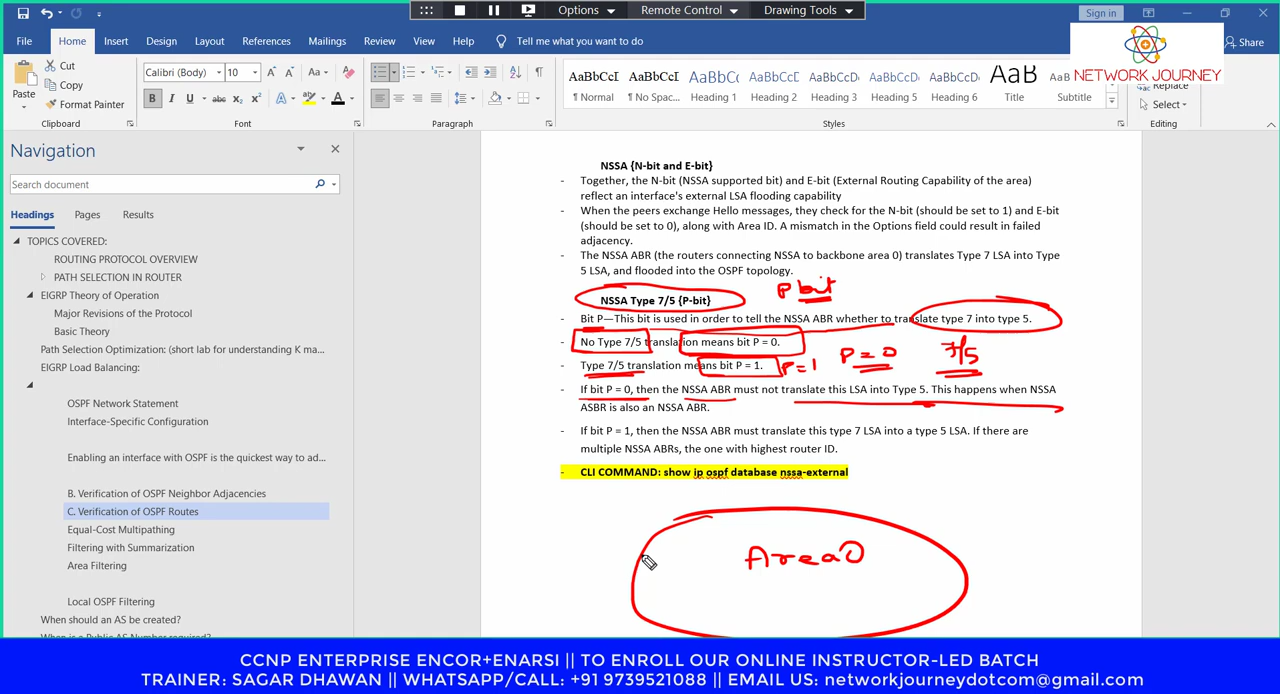 Options Remote Control Drawing Tools
Sign in
File Home Insert Design Layout References Mailings Review View Help Tell me what you want to do Share
NETWORK JOURNEY
Paste Cut Copy Format Painter
Calibri (Body) 10
AaBbCcI AaBbCcI AaBbC( AaBbCcI AaBbCcI AaBbCcI AaBbCcI AaB
¶ Normal ¶ No Spac... Heading 1 Heading 2 Heading 3 Heading 5 Heading 6 Title Subtitle
Replace
Select
Clipboard Font Paragraph Styles Editing
Navigation
Search document
Headings Pages Results
TOPICS COVERED:
ROUTING PROTOCOL OVERVIEW
PATH SELECTION IN ROUTER
EIGRP Theory of Operation
Major Revisions of the Protocol
Basic Theory
Path Selection Optimization: (short lab for understanding K ma...
EIGRP Load Balancing:
OSPF Network Statement
Interface-Specific Configuration
Enabling an interface with OSPF is the quickest way to ad...
B. Verification of OSPF Neighbor Adjacencies
C. Verification of OSPF Routes
Equal-Cost Multipathing
Filtering with Summarization
Area Filtering
Local OSPF Filtering
When should an AS be created?
NSSA {N-bit and E-bit}
- Together, the N-bit (NSSA supported bit) and E-bit (External Routing Capability of the area)
reflect an interface's external LSA flooding capability
- When the peers exchange Hello messages, they check for the N-bit (should be set to 1) and E-bit
(should be set to 0), along with Area ID. A mismatch in the Options field could result in failed
adjacency.
- The NSSA ABR (the routers connecting NSSA to backbone area 0) translates Type 7 LSA into Type
5 LSA, and flooded into the OSPF topology.
P bit
NSSA Type 7/5 {P-bit}
- Bit P—This bit is used in order to tell the NSSA ABR whether to translate type 7 into type 5.
- No Type 7/5 translation means bit P = 0.
P = 0 7/5
- Type 7/5 translation means bit P = 1. P=1
- If bit P = 0, then the NSSA ABR must not translate this LSA into Type 5. This happens when NSSA
ASBR is also an NSSA ABR.
- If bit P = 1, then the NSSA ABR must translate this type 7 LSA into a type 5 LSA. If there are
multiple NSSA ABRs, the one with highest router ID.
- CLI COMMAND: show ip ospf database nssa-external
Area 0
CCNP ENTERPRISE ENCOR+ENARSI || TO ENROLL OUR ONLINE INSTRUCTOR-LED BATCH
TRAINER: SAGAR DHAWAN || WHATSAPP/CALL: +91 9739521088 || EMAIL US: networkjourneydotcom@gmail.com